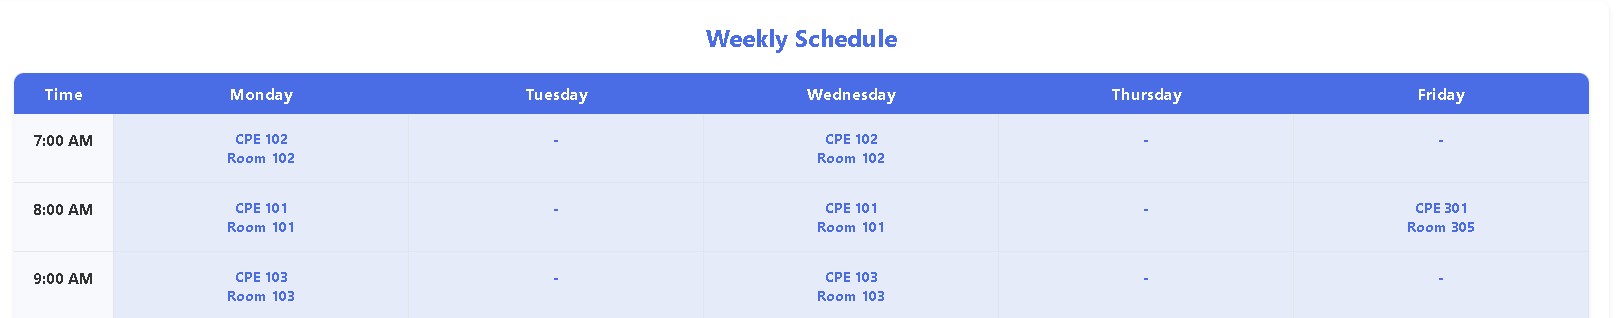 Weekly Schedule
Time Monday Tuesday Wednesday Thursday Friday
7:00 AM CPE 102 - CPE 102 - -
Room 102 Room 102
8:00 AM CPE 101 - CPE 101 - CPE 301
Room 101 Room 101 Room 305
9:00 AM CPE 103 - CPE 103 - -
Room 103 Room 103